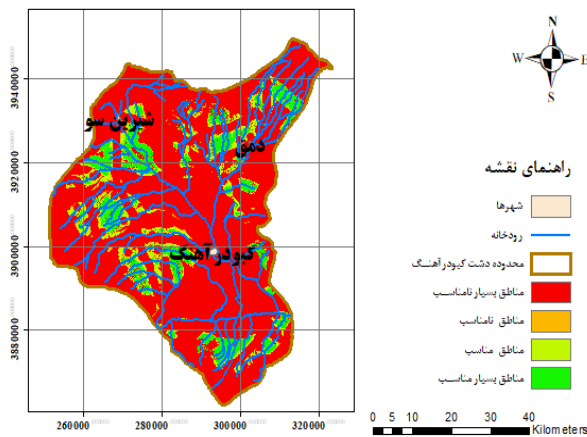 N
W E
S
3940000
3920000
3900000
3880000
شیرین سو
دمق
کبودرآهنگ
260000 280000 300000 320000
راهنمای نقشه
شهرها
رودخانه
محدوده دشت کبودرآهنگ
مناطق بسیار نامناسب
مناطق نامناسب
مناطق مناسب
مناطق بسیار مناسب
0 5 10 20 30 40
Kilometers